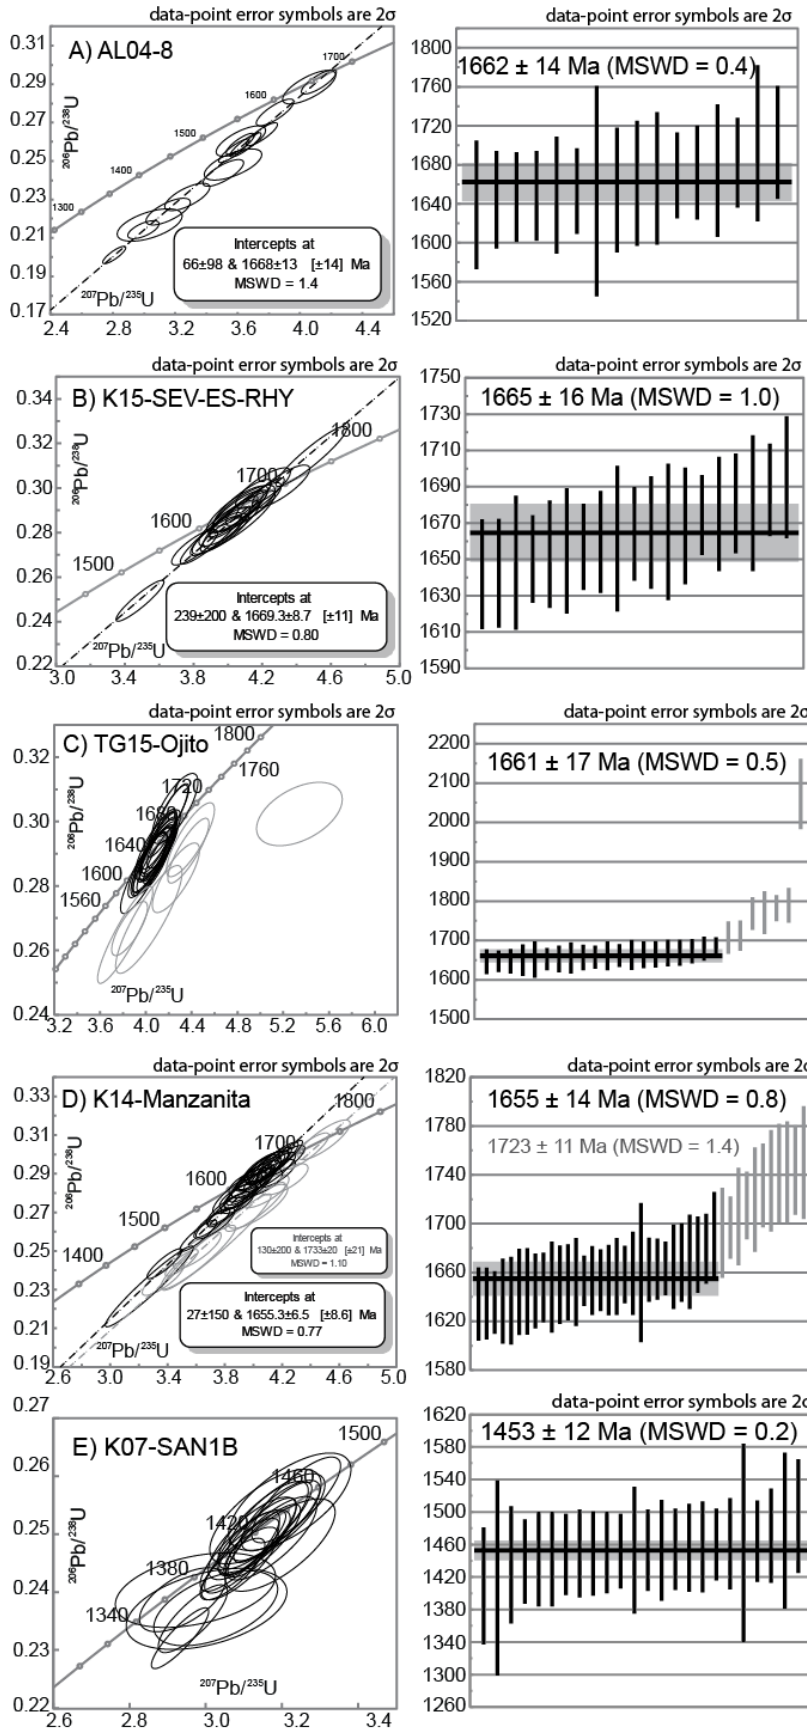 data-point error symbols are 2σ
A) AL04-8
0.31
0.29
0.27
0.25
0.23
0.21
0.19
0.17
206Pb/238U
1300
1400
1500
1600
1700
Intercepts at
66±98 & 1668±13 [±14] Ma
MSWD = 1.4
207Pb/235U
2.4 2.8 3.2 3.6 4.0 4.4
data-point error symbols are 2σ
1662 ± 14 Ma (MSWD = 0.4)
1800
1760
1720
1680
1640
1600
1560
1520
data-point error symbols are 2σ
B) K15-SEV-ES-RHY
0.34
0.32
0.30
0.28
0.26
0.24
0.22
206Pb/238U
1500
1600
1700
1800
Intercepts at
239±200 & 1669.3±8.7 [±11] Ma
MSWD = 0.80
207Pb/235U
3.0 3.4 3.8 4.2 4.6 5.0
data-point error symbols are 2σ
1665 ± 16 Ma (MSWD = 1.0)
1750
1730
1710
1690
1670
1650
1630
1610
1590
data-point error symbols are 2σ
C) TG15-Ojito
0.32
0.30
0.28
0.26
0.24
206Pb/238U
1560
1600
1640
1680
1720
1760
1800
207Pb/235U
3.2 3.6 4.0 4.4 4.8 5.2 5.6 6.0
data-point error symbols are 2σ
1661 ± 17 Ma (MSWD = 0.5)
2200
2100
2000
1900
1800
1700
1600
1500
data-point error symbols are 2σ
D) K14-Manzanita
0.33
0.31
0.29
0.27
0.25
0.23
0.21
0.19
206Pb/238U
1400
1500
1600
1700
1800
Intercepts at
130±200 & 1733±20 [±21] Ma
MSWD = 1.10
Intercepts at
27±150 & 1655.3±6.5 [±8.6] Ma
MSWD = 0.77
207Pb/235U
2.6 3.0 3.4 3.8 4.2 4.6 5.0
data-point error symbols are 2σ
1655 ± 14 Ma (MSWD = 0.8)
1723 ± 11 Ma (MSWD = 1.4)
1820
1780
1740
1700
1660
1620
1580
E) K07-SAN1B
0.27
0.26
0.25
0.24
0.23
0.22
206Pb/238U
1340
1380
1420
1460
1500
207Pb/235U
2.6 2.8 3.0 3.2 3.4
data-point error symbols are 2σ
1453 ± 12 Ma (MSWD = 0.2)
1620
1580
1540
1500
1460
1420
1380
1340
1300
1260